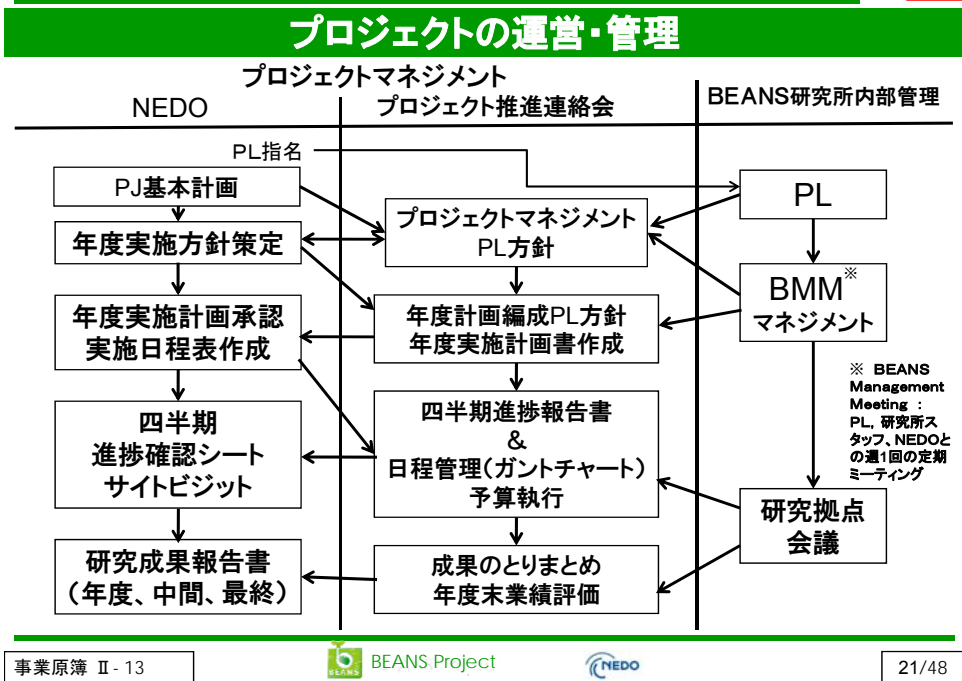 プロジェクトの運営・管理
プロジェクトマネジメント
NEDO
プロジェクト推進連絡会
BEANS研究所内部管理
PL指名
PJ基本計画
年度実施方針策定
年度実施計画承認
実施日程表作成
四半期
進捗確認シート
サイトビジット
研究成果報告書
(年度、中間、最終)
プロジェクトマネジメント
PL方針
年度計画編成PL方針
年度実施計画書作成
四半期進捗報告書
&
日程管理(ガントチャート)
予算執行
成果のとりまとめ
年度末業績評価
PL
BMM※
マネジメント
※ BEANS
Management
Meeting :
PL, 研究所ス
タッフ、NEDOと
の週1回の定期
ミーティング
研究拠点
会議
事業原簿 Ⅱ- 13
BEANS
BEANS Project
NEDO
21/48